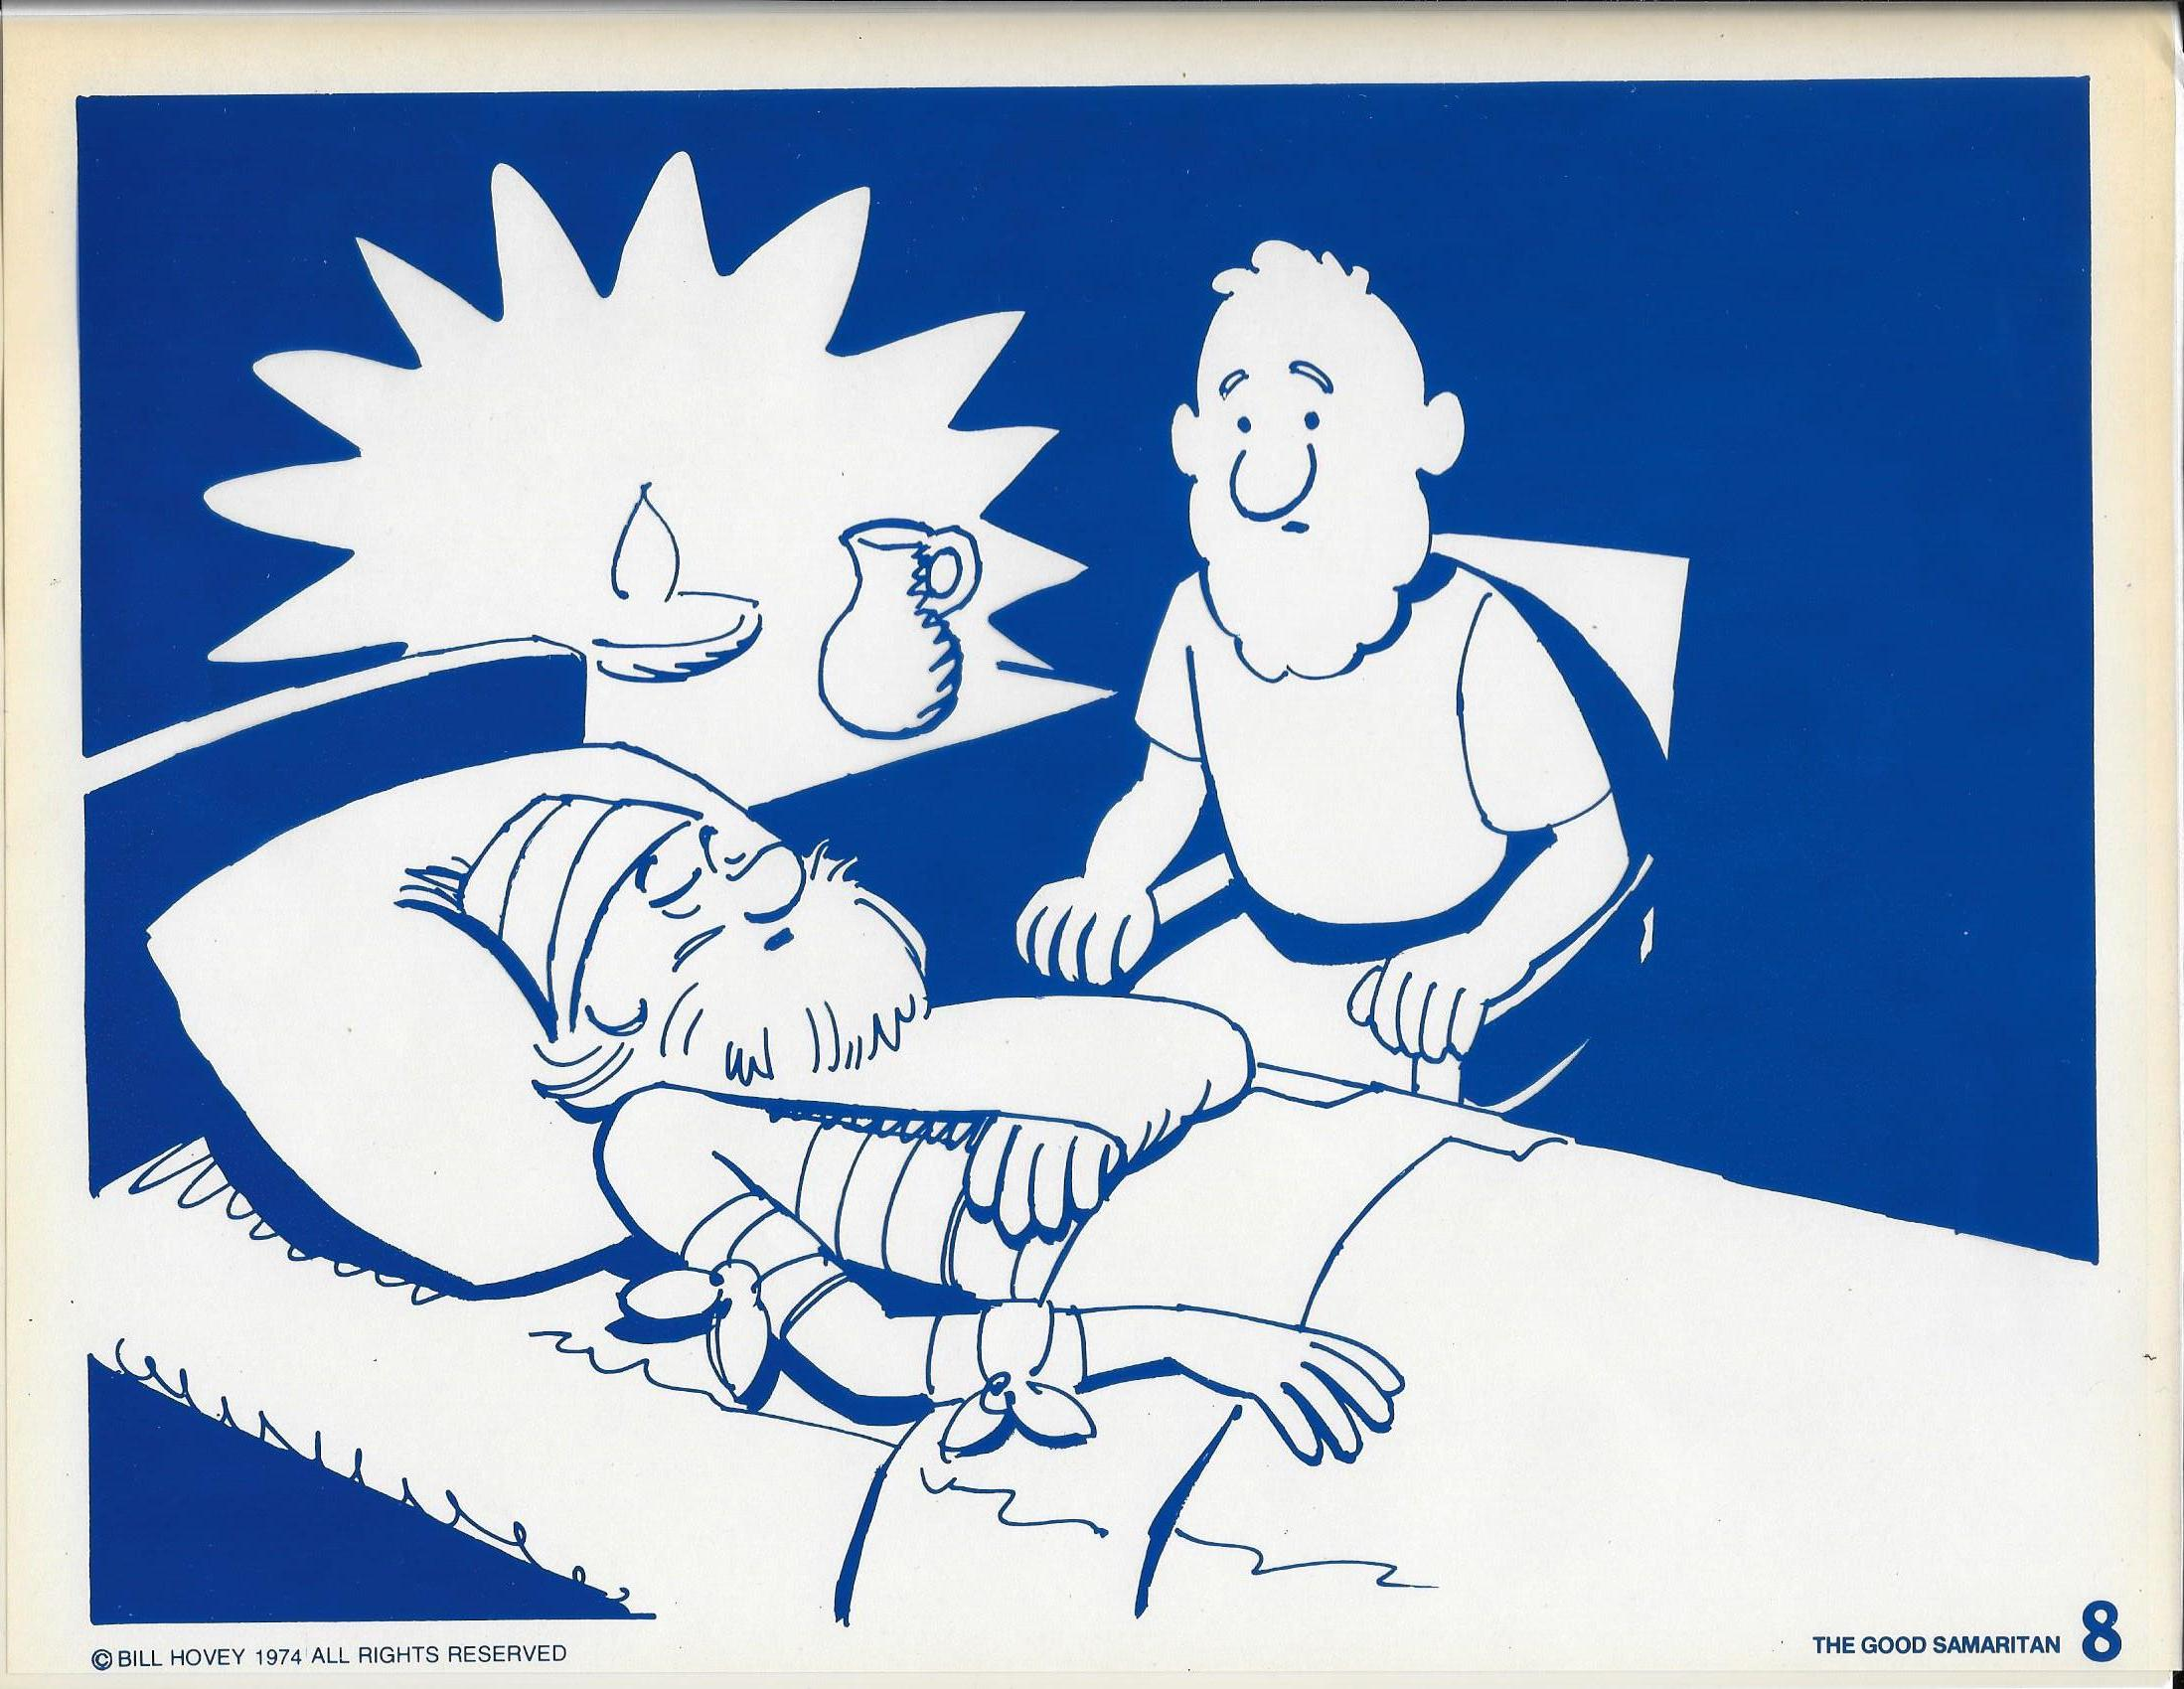 © BILL HOVEY 1974 ALL RIGHTS RESERVED
THE GOOD SAMARITAN 8